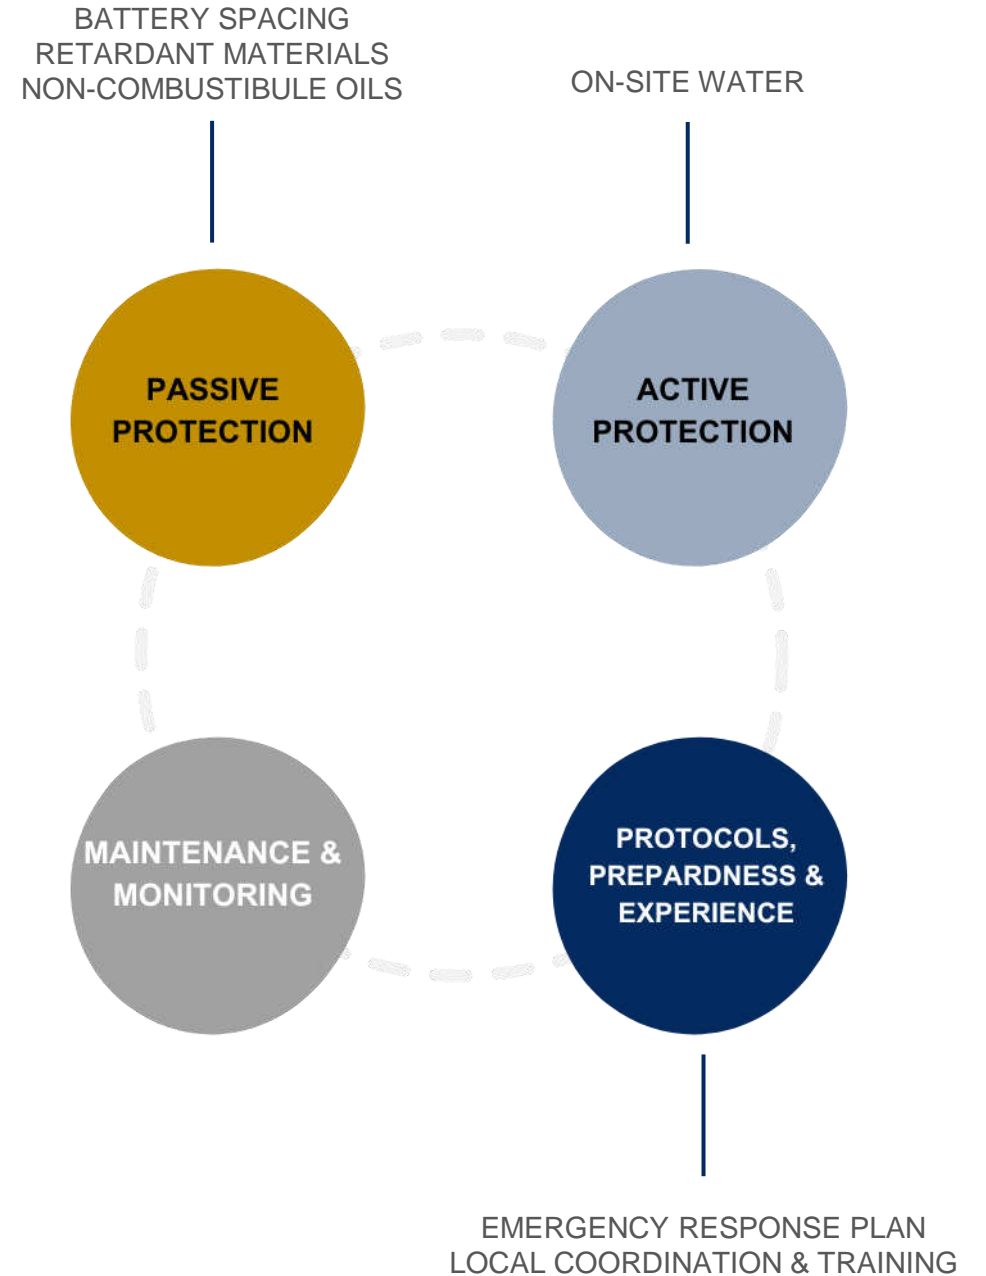 BATTERY SPACING
RETARDANT MATERIALS
NON-COMBUSTIBULE OILS
ON-SITE WATER
PASSIVE
PROTECTION
ACTIVE
PROTECTION
MAINTENANCE &
MONITORING
PROTOCOLS,
PREPARDNESS &
EXPERIENCE
EMERGENCY RESPONSE PLAN
LOCAL COORDINATION & TRAINING